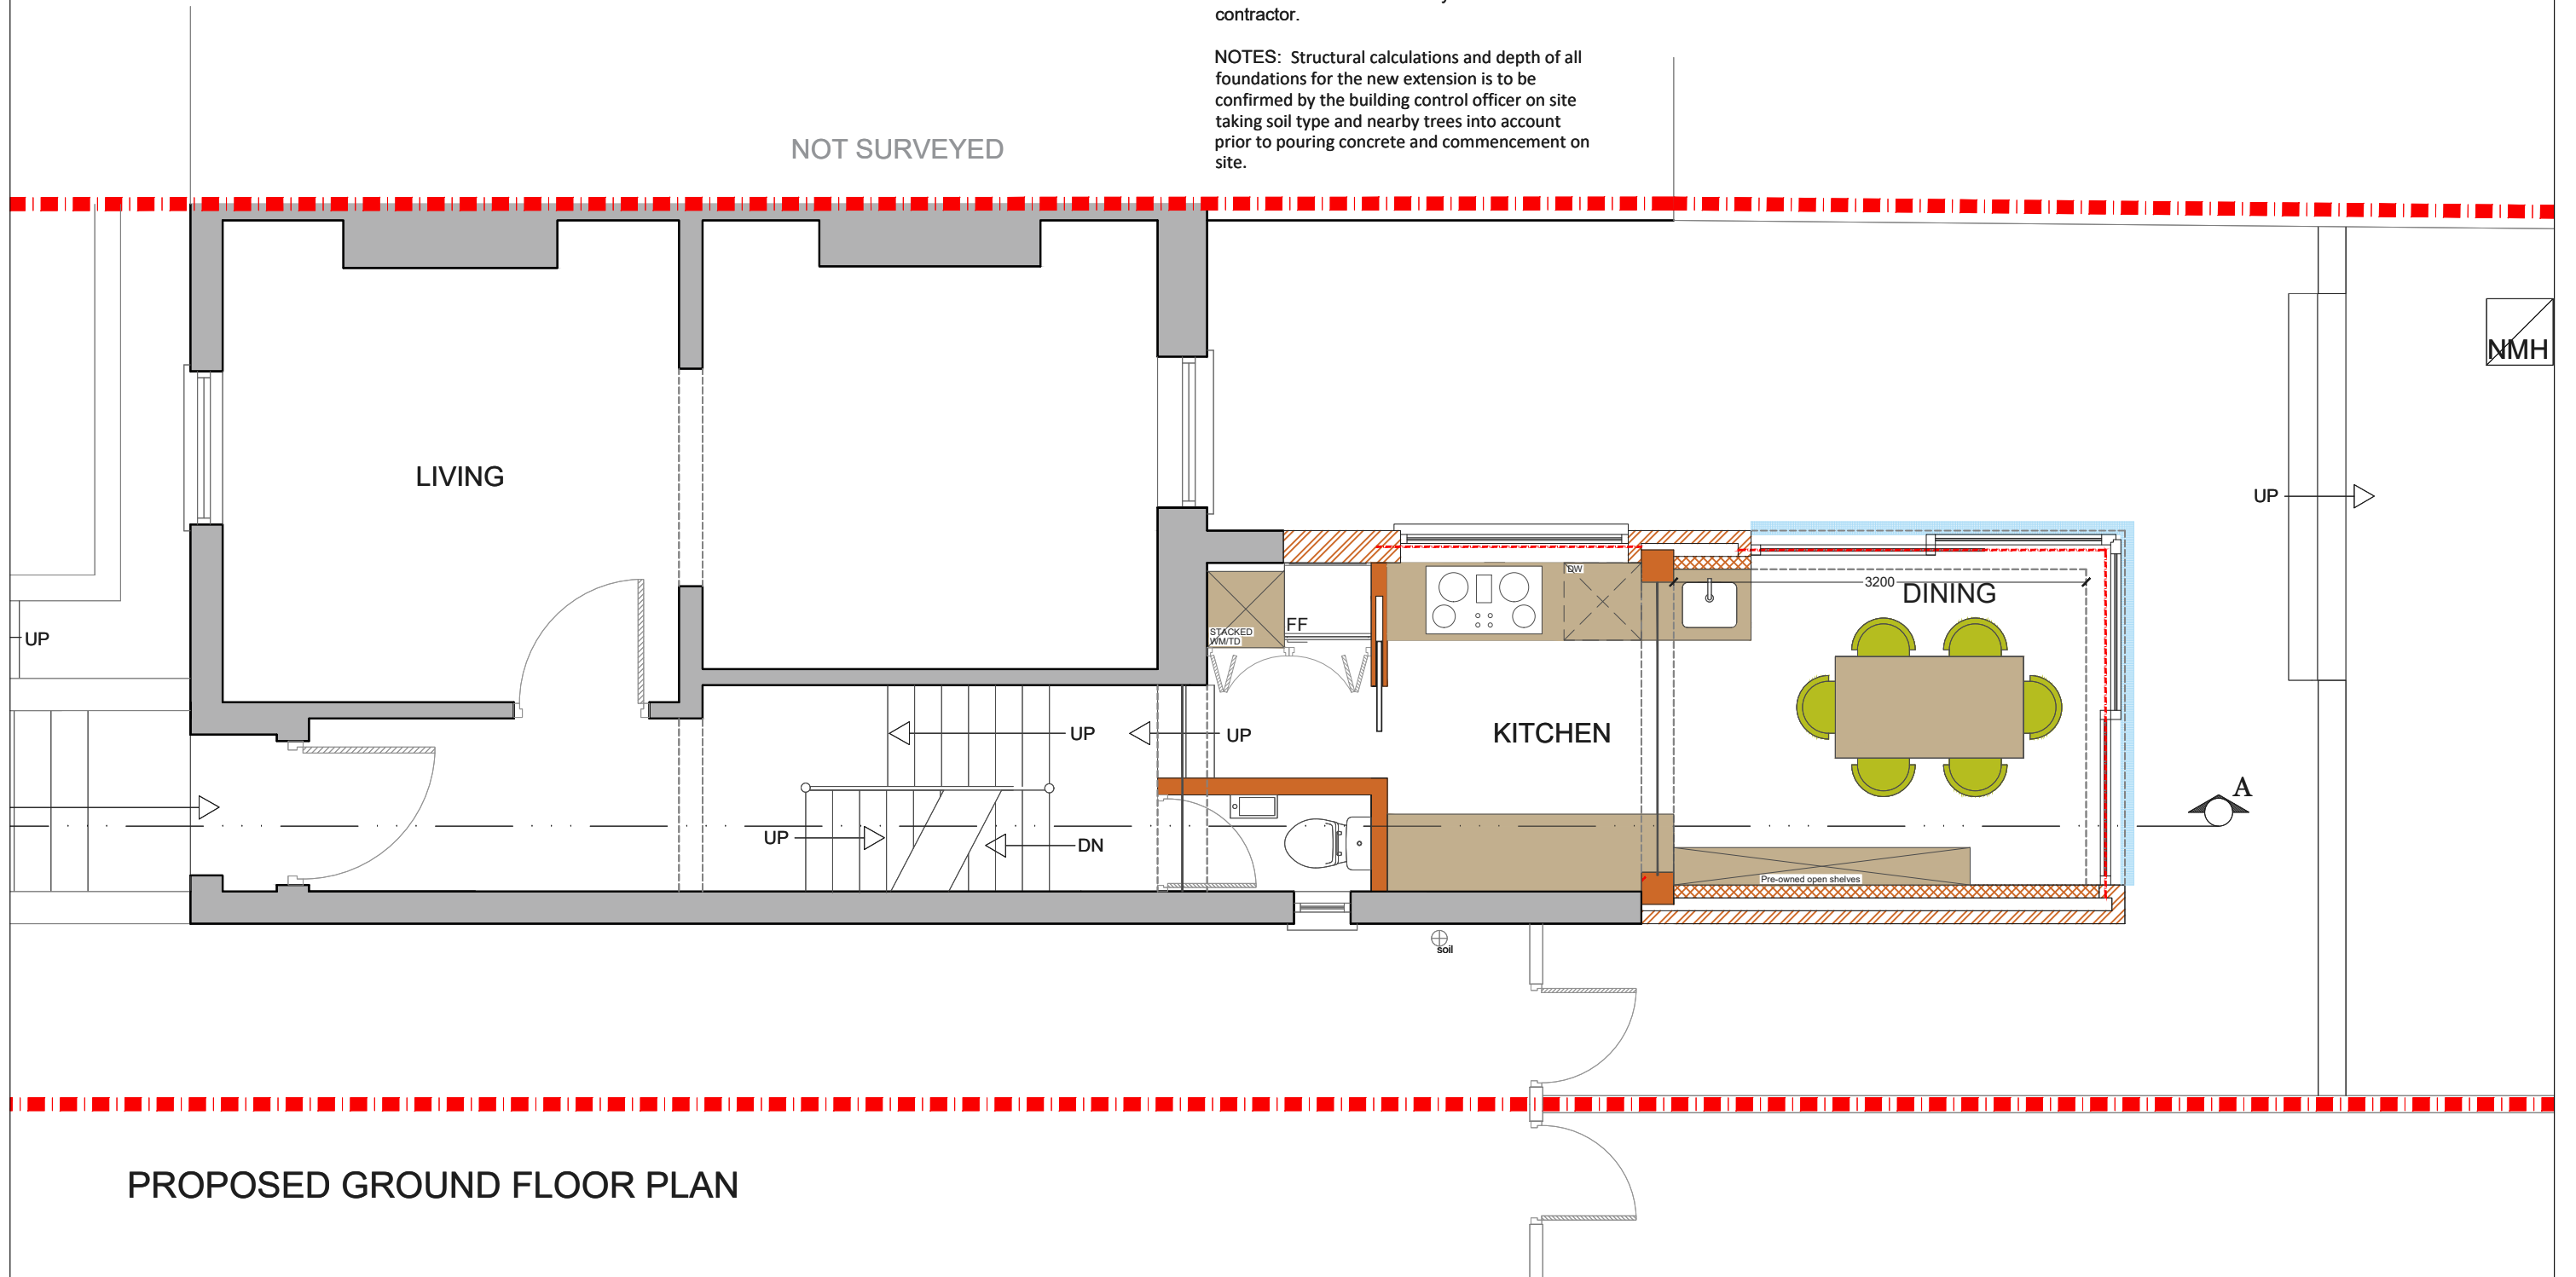 contractor.
NOTES: Structural calculations and depth of all
foundations for the new extension is to be
confirmed by the building control officer on site
taking soil type and nearby trees into account
prior to pouring concrete and commencement on
site.
NOT SURVEYED
NMH
LIVING
UP
DW
3200
DINING
FF
STACKED
WM/TD
UP
UP
UP
KITCHEN
A
UP
DN
Pre-owned open shelves
soil
PROPOSED GROUND FLOOR PLAN